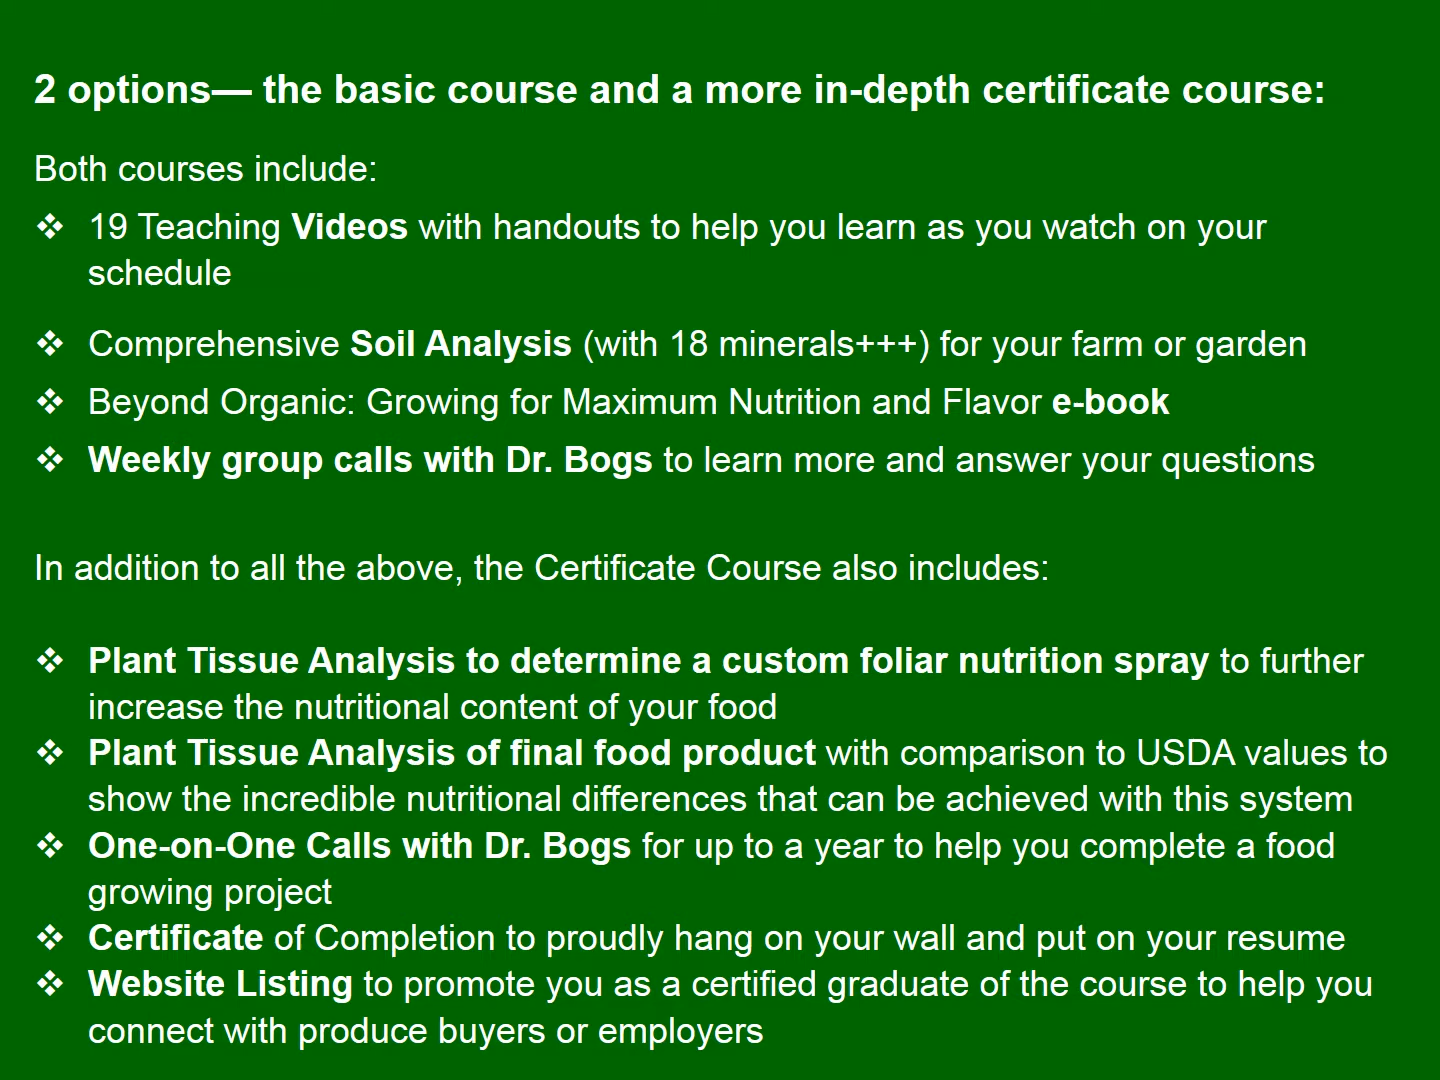 2 options— the basic course and a more in-depth certificate course:
Both courses include:
❖ 19 Teaching Videos with handouts to help you learn as you watch on your
schedule
❖ Comprehensive Soil Analysis (with 18 minerals+++) for your farm or garden
❖ Beyond Organic: Growing for Maximum Nutrition and Flavor e-book
❖ Weekly group calls with Dr. Bogs to learn more and answer your questions
In addition to all the above, the Certificate Course also includes:
❖ Plant Tissue Analysis to determine a custom foliar nutrition spray to further
increase the nutritional content of your food
❖ Plant Tissue Analysis of final food product with comparison to USDA values to
show the incredible nutritional differences that can be achieved with this system
❖ One-on-One Calls with Dr. Bogs for up to a year to help you complete a food
growing project
❖ Certificate of Completion to proudly hang on your wall and put on your resume
❖ Website Listing to promote you as a certified graduate of the course to help you
connect with produce buyers or employers